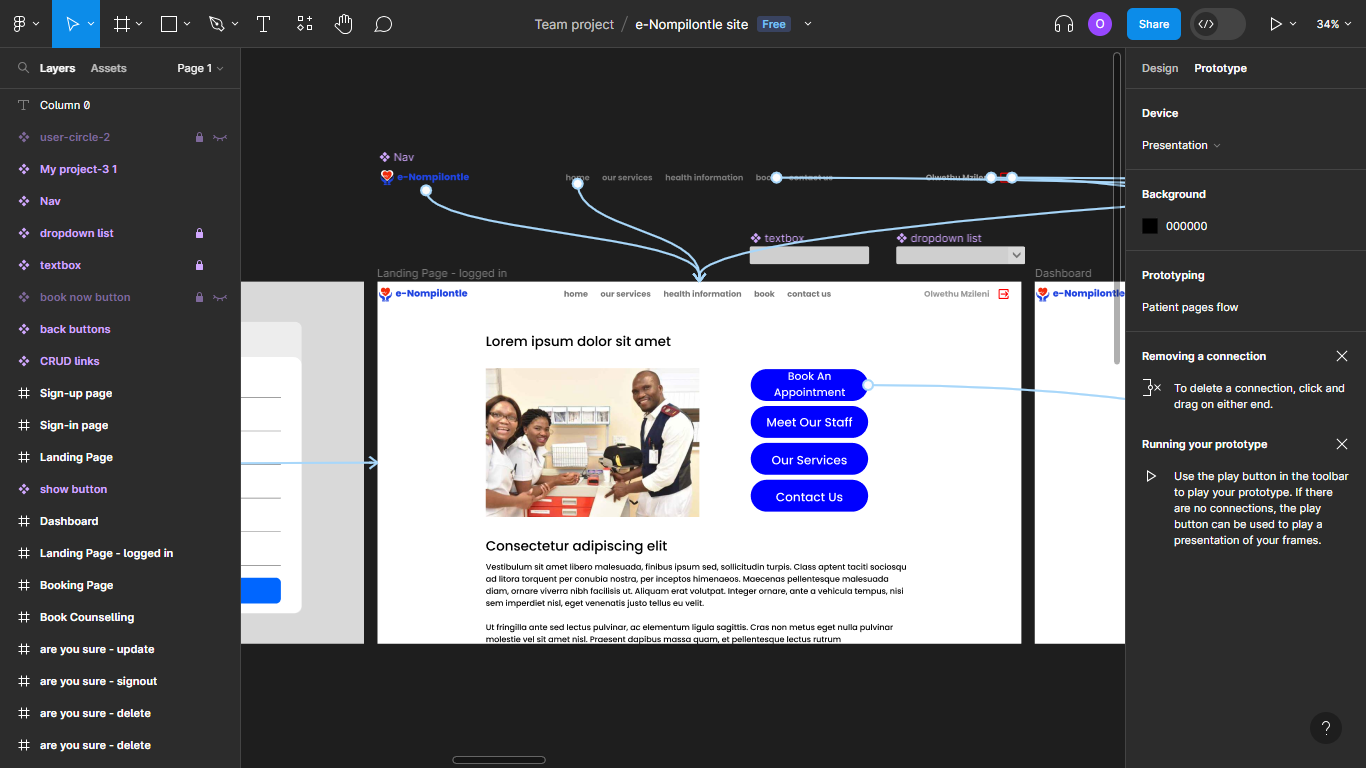 Team project / e-Nompilontle site Free
O
Share
34%
Layers Assets Page 1
Column 0
user-circle-2
My project-3 1
Nav
dropdown list
textbox
book now button
back buttons
CRUD links
Sign-up page
Sign-in page
Landing Page
show button
Dashboard
Landing Page - logged in
Booking Page
Book Counselling
are you sure - update
are you sure - signout
are you sure - delete
are you sure - delete
Nav
e-Nompilontle home our services health information book contact us Olwethu Mzileni
textbox
dropdown list
Landing Page - logged in
Dashboard
e-Nompilontle home our services health information book contact us Olwethu Mzileni
e-Nompilontle
Lorem ipsum dolor sit amet
Book An
Appointment
Meet Our Staff
Our Services
Contact Us
Consectetur adipiscing elit
Vestibulum sit amet libero malesuada, finibus ipsum sed, sollicitudin turpis. Class aptent taciti sociosqu
ad litora torquent per conubia nostra, per inceptos himenaeos. Maecenas pellentesque malesuada
diam, ornare viverra nibh facilisis ut. Aliquam erat volutpat. Integer ornare, ante a vehicula tempus, nisi
sem imperdiet nisl, eget venenatis justo tellus eu velit.
Ut fringilla ante sed lectus pulvinar, ac elementum ligula sagittis. Cras non metus eget nulla pulvinar
molestie vel sit amet nisl. Praesent dapibus massa quam, et pellentesque lectus rutrum
Design Prototype
Device
Presentation
Background
000000
Prototyping
Patient pages flow
Removing a connection
To delete a connection, click and
drag on either end.
Running your prototype
Use the play button in the toolbar
to play your prototype. If there
are no connections, the play
button can be used to play a
presentation of your frames.
?